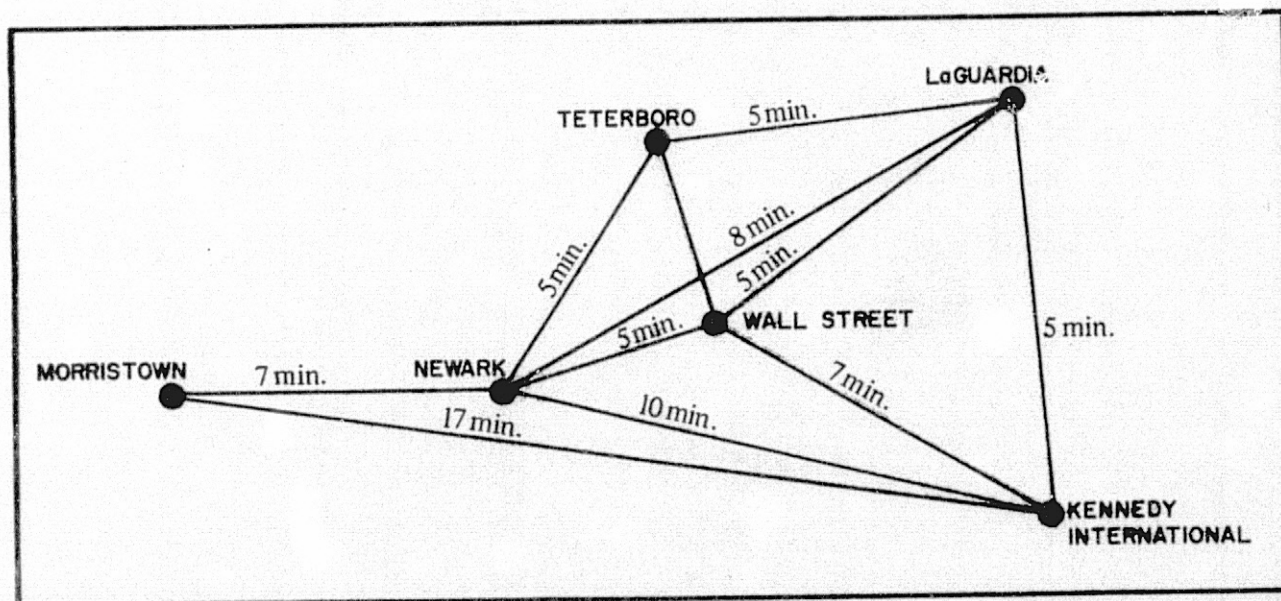 LaGUARDIA
TETERBORO
5 min.
8 min.
5 min.
5 min.
WALL STREET
5 min.
5 min.
MORRISTOWN
7 min.
NEWARK
7 min.
10 min.
17 min.
KENNEDY
INTERNATIONAL